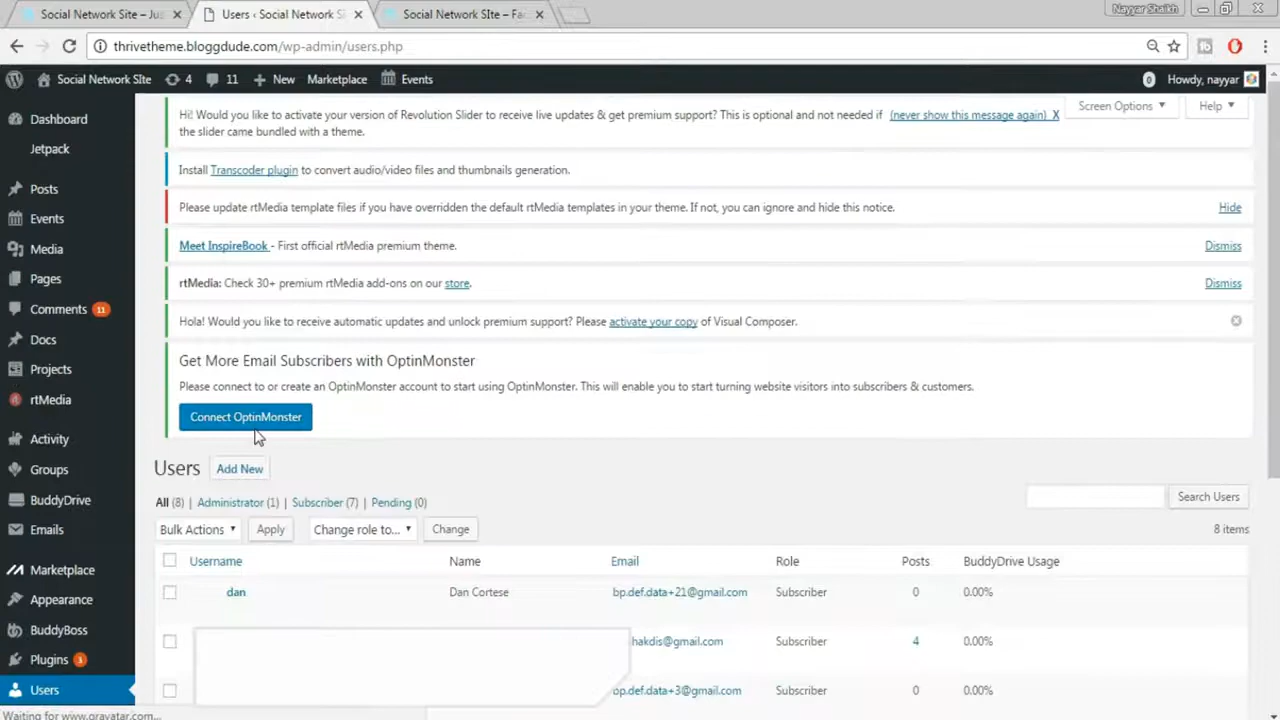 Social Network SIte – Jus
Users ‹ Social Network S
Social Network SIte – Fac
Nayyar Shaikh
thrivetheme.bloggdude.com/wp-admin/users.php
Social Network SIte
4
11
New
Marketplace
Events
0
Howdy, nayyar
Screen Options
Help
Hi! Would you like to activate your version of Revolution Slider to receive live updates & get premium support? This is optional and not needed if
the slider came bundled with a theme.
(never show this message again)
X
Install Transcoder plugin to convert audio/video files and thumbnails generation.
Please update rtMedia template files if you have overridden the default rtMedia templates in your theme. If not, you can ignore and hide this notice.
Hide
Meet InspireBook - First official rtMedia premium theme.
Dismiss
rtMedia: Check 30+ premium rtMedia add-ons on our store.
Dismiss
Hola! Would you like to receive automatic updates and unlock premium support? Please activate your copy of Visual Composer.
Get More Email Subscribers with OptinMonster
Please connect to or create an OptinMonster account to start using OptinMonster. This will enable you to start turning website visitors into subscribers & customers.
Connect OptinMonster
Dashboard
Jetpack
Posts
Events
Media
Pages
Comments 11
Docs
Projects
rtMedia
Activity
Groups
BuddyDrive
Emails
Marketplace
Appearance
BuddyBoss
Plugins 3
Users
Users
Add New
All (8) | Administrator (1) | Subscriber (7) | Pending (0)
Search Users
Bulk Actions
Apply
Change role to...
Change
8 items
Username
Name
Email
Role
Posts
BuddyDrive Usage
dan
Dan Cortese
bp.def.data+21@gmail.com
Subscriber
0
0.00%
hakdis@gmail.com
Subscriber
4
0.00%
bp.def.data+3@gmail.com
Subscriber
0
0.00%
Waiting for www.gravatar.com...